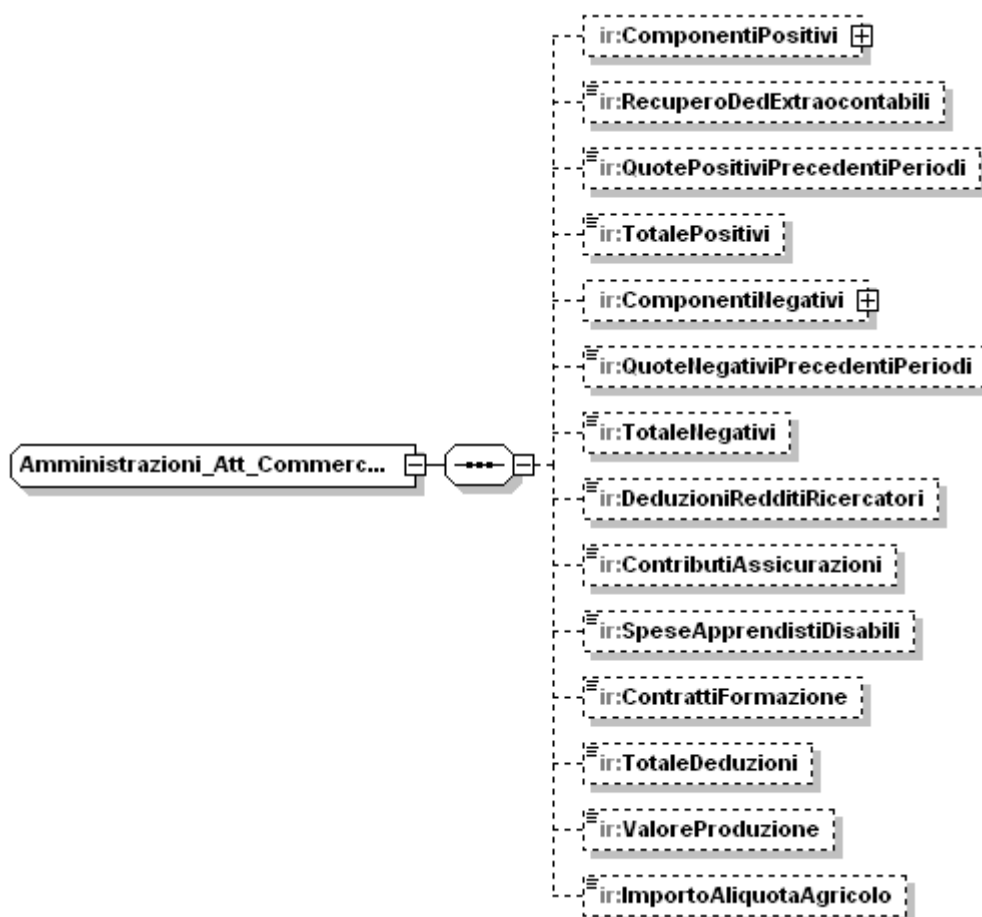 ir:ComponentiPositivi
ir:RecuperoDedExtraocontabili
ir:QuotePositiviPrecedentiPeriodi
ir:TotalePositivi
ir:ComponentiNegativi
ir:QuoteNegativiPrecedentiPeriodi
ir:TotaleNegativi
Amministrazioni_Att_Commerc...
ir:DeduzioniRedditiRicercatori
ir:ContributiAssicurazioni
ir:SpeseApprendistiDisabili
ir:ContrattiFormazione
ir:TotaleDeduzioni
ir:ValoreProduzione
ir:ImportoAliquotaAgricolo